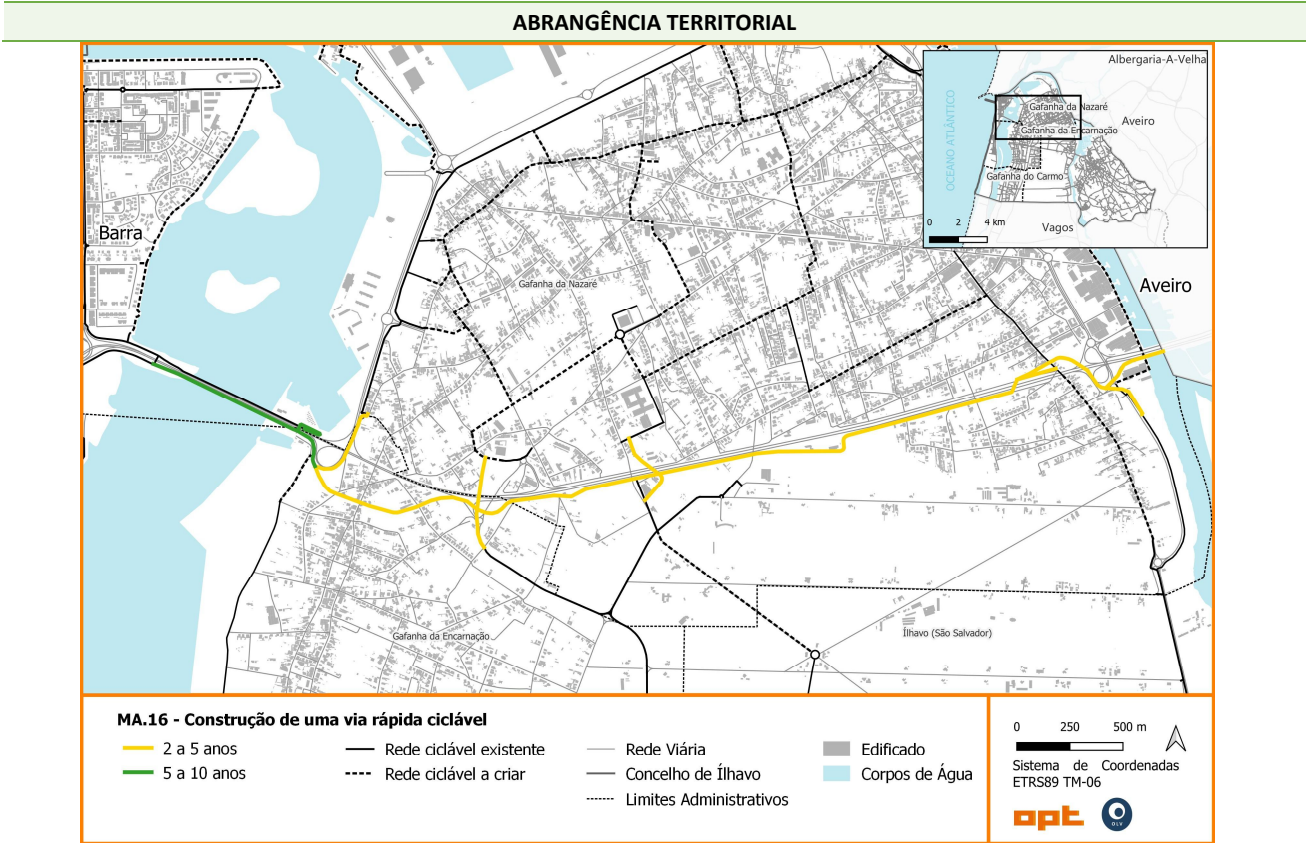 ABRANGÊNCIA TERRITORIAL
Albergaria-A-Velha
OCEANO ATLÂNTICO
Gafanha da Nazaré
Aveiro
Gafanha da Encarnação
Gafanha do Carmo
0 2 4 km
Vagos
Barra
Gafanha da Nazaré
Aveiro
Gafanha da Encarnação
Ílhavo (São Salvador)
MA.16 - Construção de uma via rápida ciclável
2 a 5 anos
5 a 10 anos
Rede ciclável existente
Rede ciclável a criar
Rede Viária
Concelho de Ílhavo
Limites Administrativos
Edificado
Corpos de Água
0 250 500 m
Sistema de Coordenadas
ETRS89 TM-06
opt
OLV